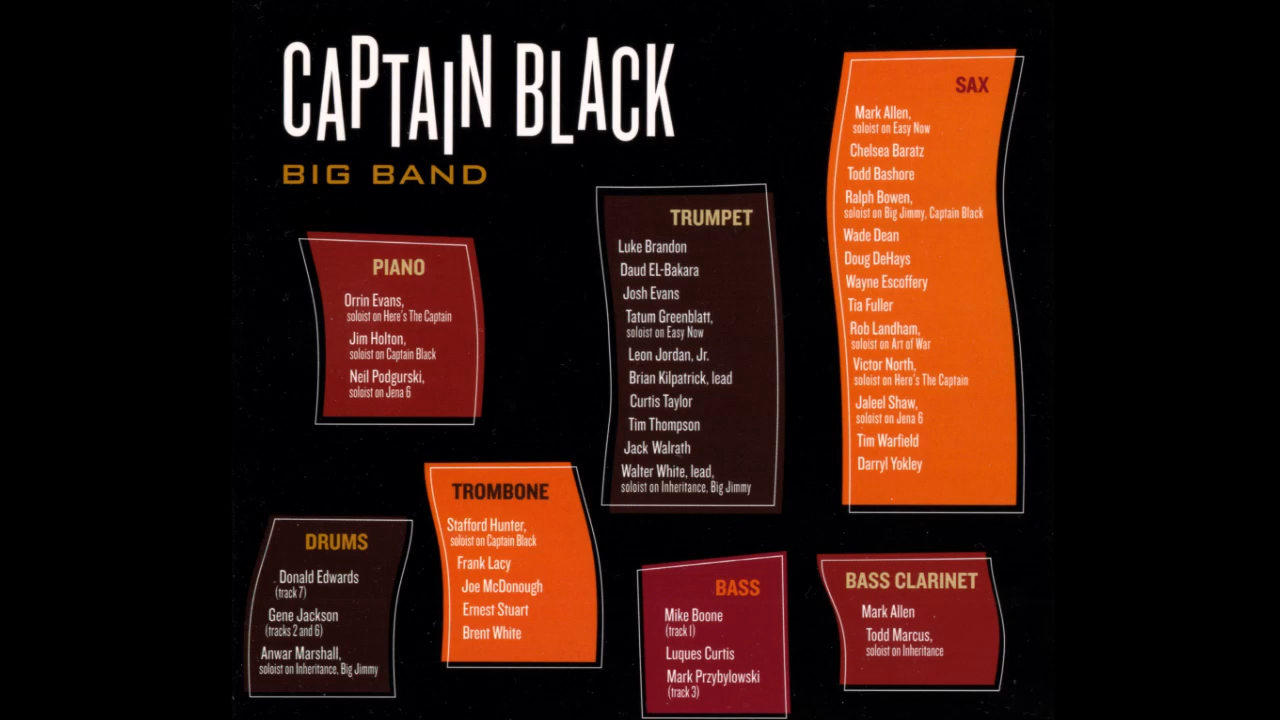 CAPTAIN BLACK
BIG BAND
PIANO
Orrin Evans,
soloist on Here's The Captain
Jim Holton,
soloist on Captain Black
Neil Podgurski,
soloist on Jena 6
TRUMPET
Luke Brandon
Daud EL-Bakara
Josh Evans
Tatum Greenblatt,
soloist on Easy Now
Leon Jordan, Jr.
Brian Kilpatrick, lead
Curtis Taylor
Tim Thompson
Jack Walrath
Walter White, lead,
soloist on Inheritance, Big Jimmy
SAX
Mark Allen,
soloist on Easy Now
Chelsea Baratz
Todd Bashore
Ralph Bowen,
soloist on Big Jimmy, Captain Black
Wade Dean
Doug DeHays
Wayne Escoffery
Tia Fuller
Rob Landham,
soloist on Art of War
Victor North,
soloist on Here's The Captain
Jaleel Shaw,
soloist on Jena 6
Tim Warfield
Darryl Yokley
DRUMS
Donald Edwards
(track 7)
Gene Jackson
(tracks 2 and 6)
Anwar Marshall,
soloist on Inheritance, Big Jimmy
TROMBONE
Stafford Hunter,
soloist on Captain Black
Frank Lacy
Joe McDonough
Ernest Stuart
Brent White
BASS
Mike Boone
(track 1)
Luques Curtis
Mark Przybylowski
(track 3)
BASS CLARINET
Mark Allen
Todd Marcus,
soloist on Inheritance